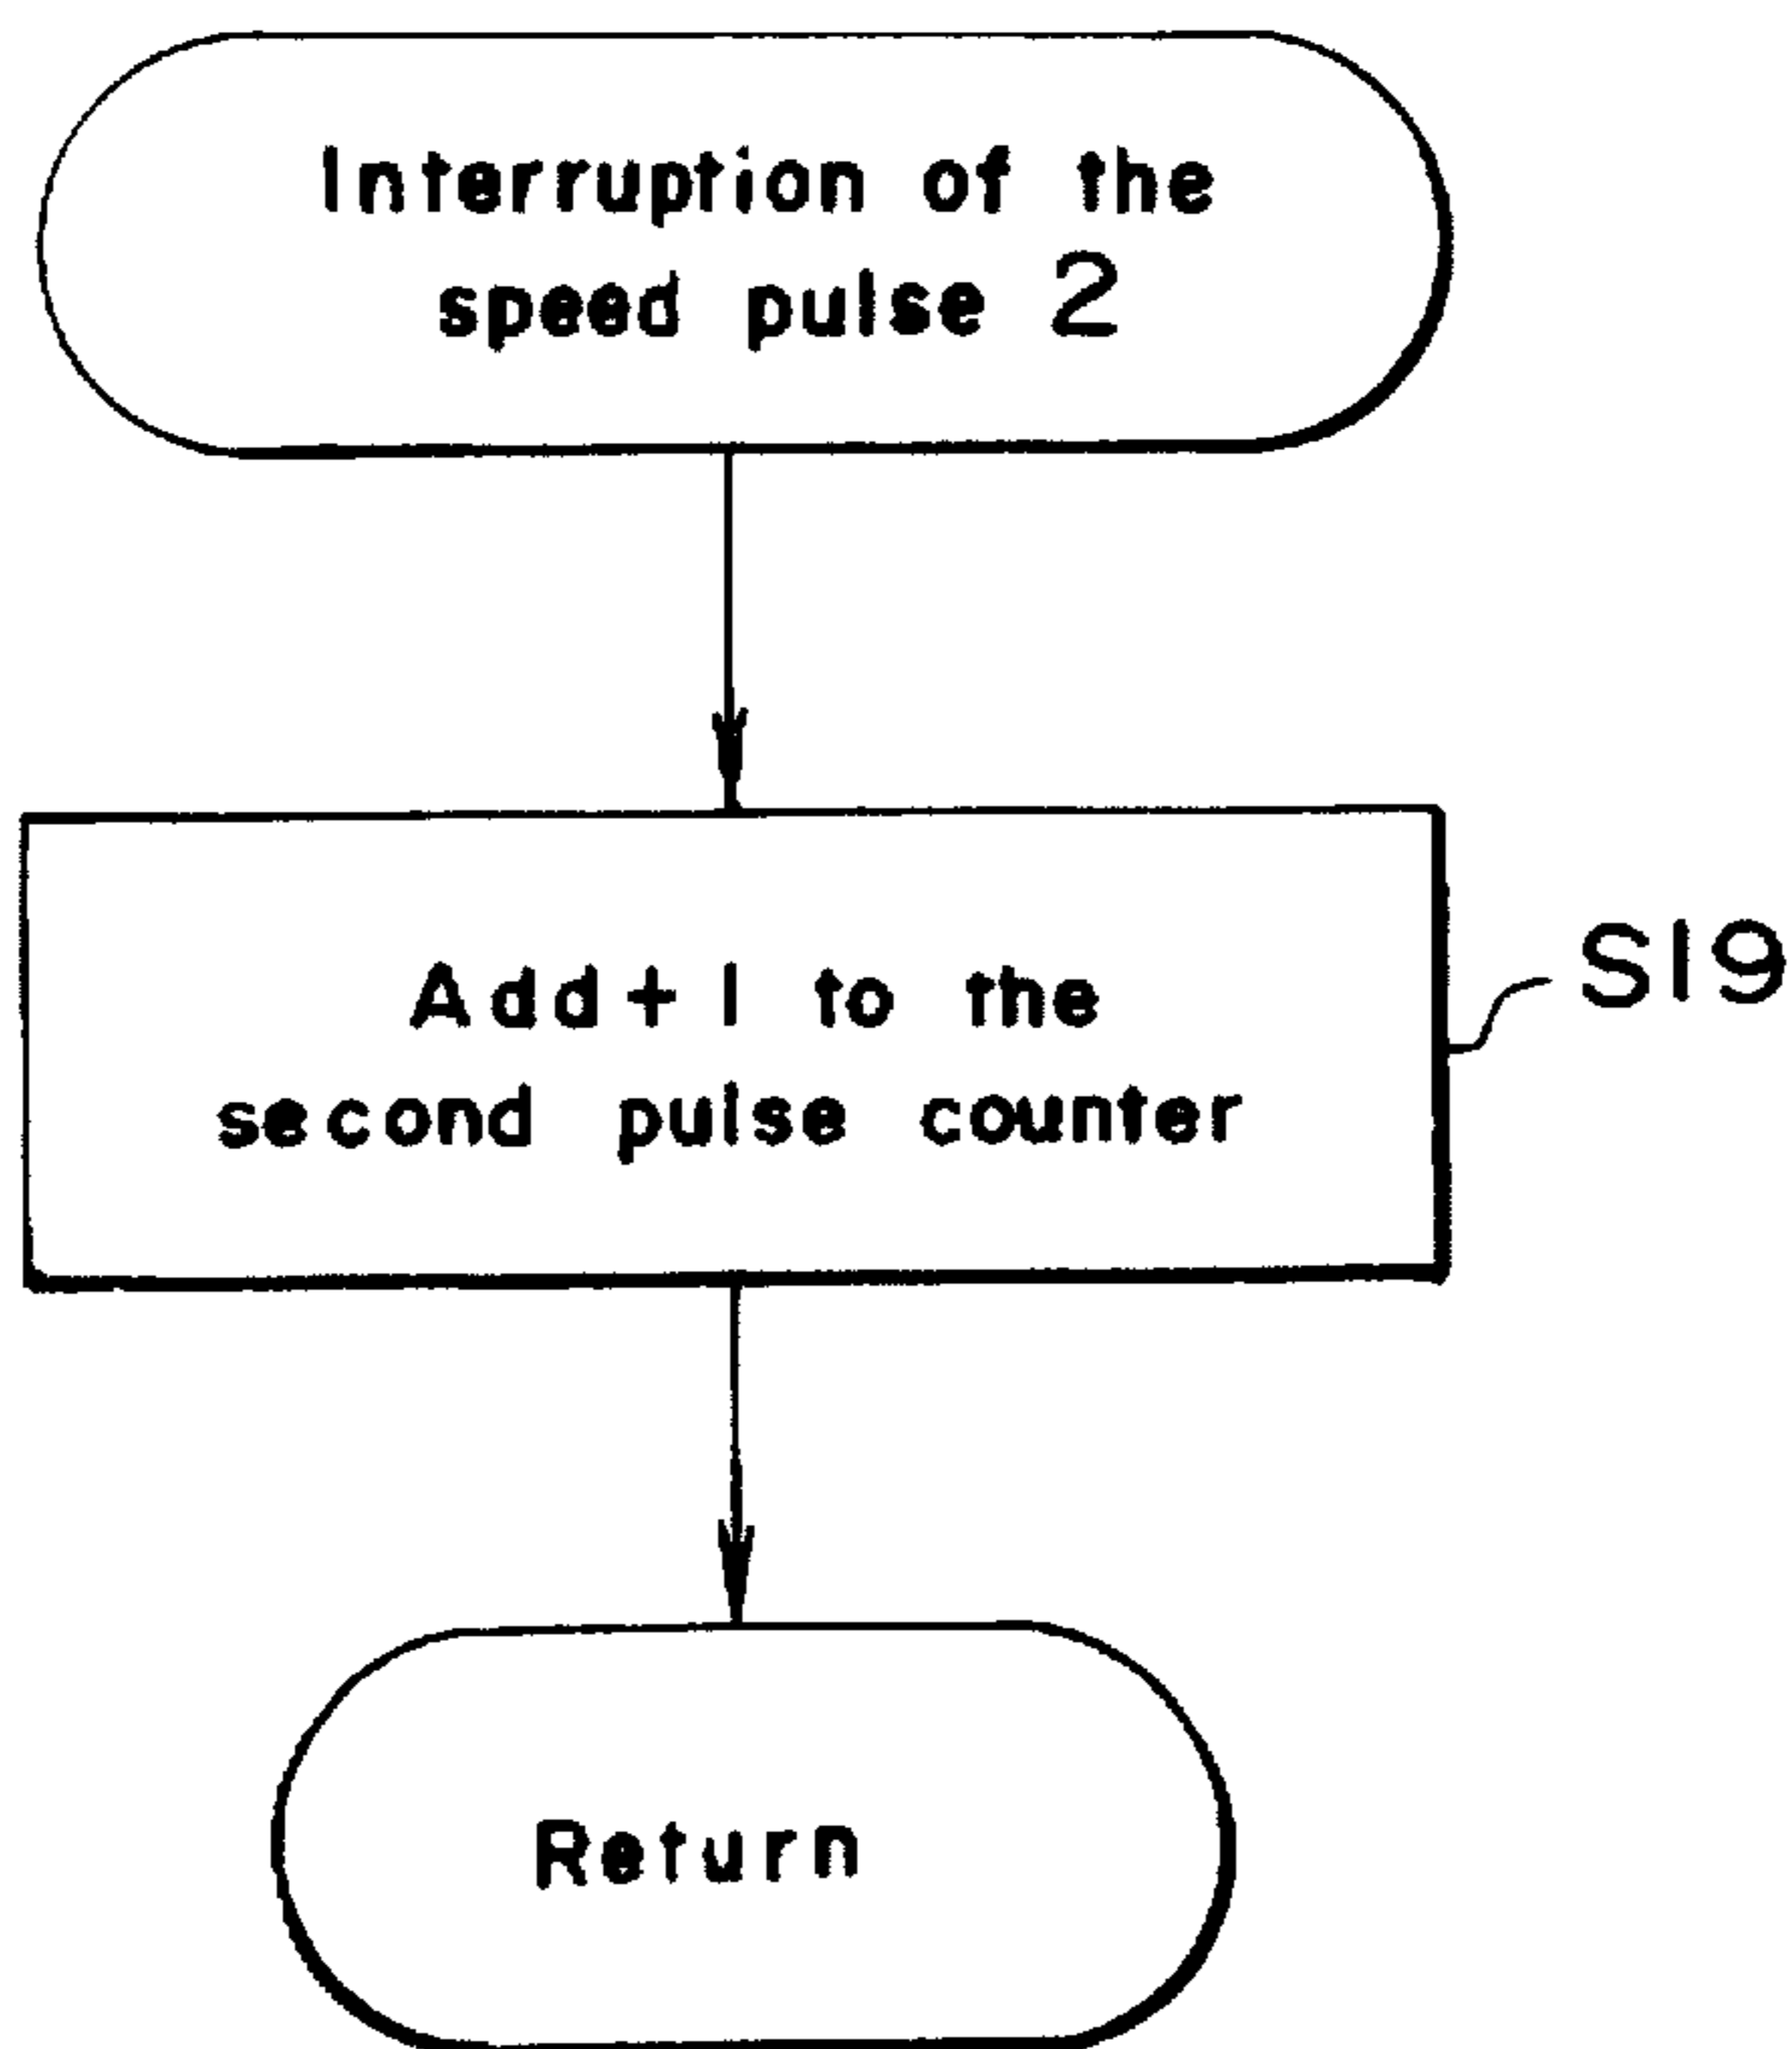 Interruption of the
speed pulse 2
Add + 1 to the
second pulse counter
S19
Return